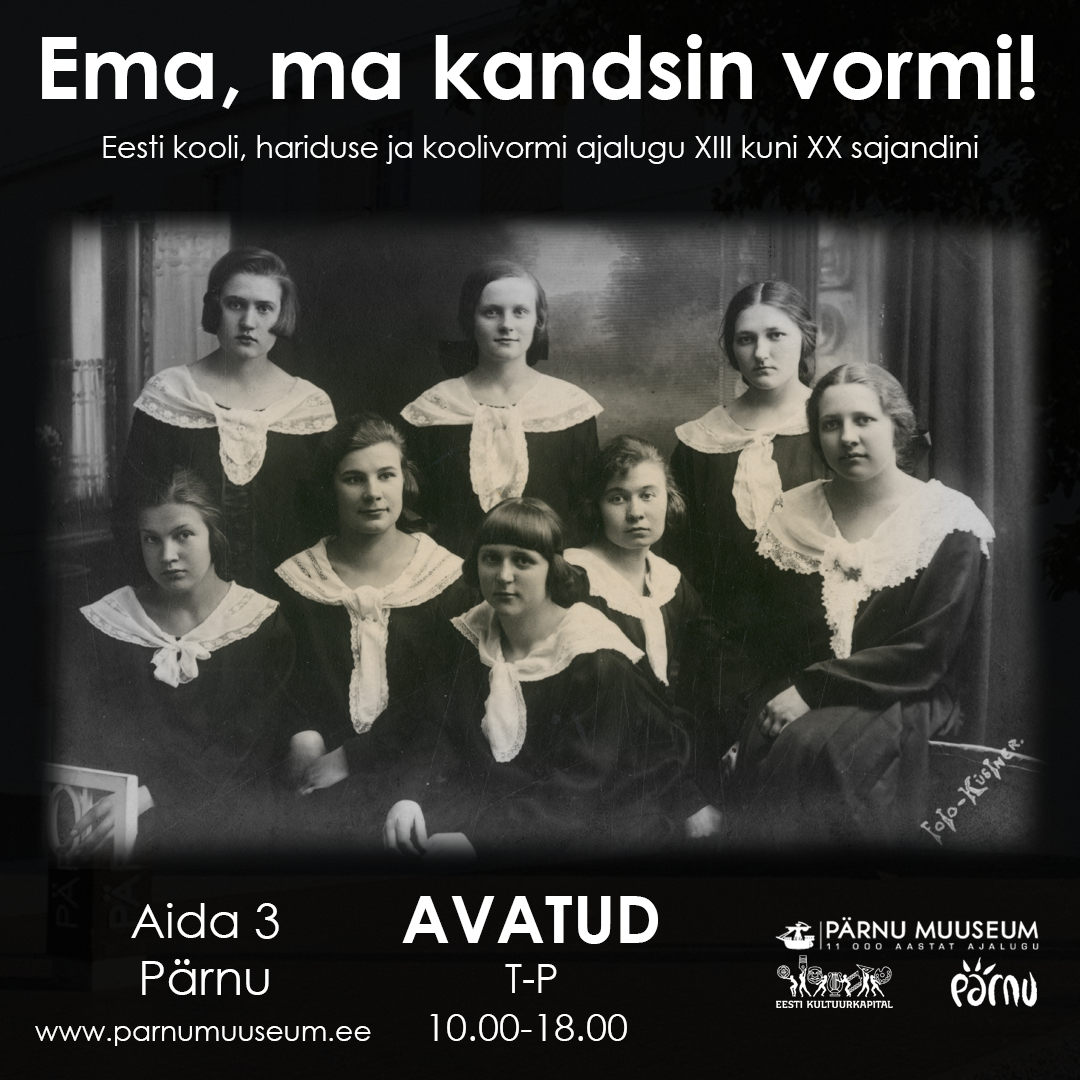 Ema, ma kandsin vormi!
Eesti kooli, hariduse ja koolivormi ajalugu XIII kuni XX sajandini
Foto-Küstner.
Aida 3
Pärnu
www.parnumuuseum.ee
AVATUD
T-P
10.00-18.00
PÄRNU MUUSEUM
11 000 AASTAT AJALUGU
EESTI KULTUURKAPITAL
pärnu